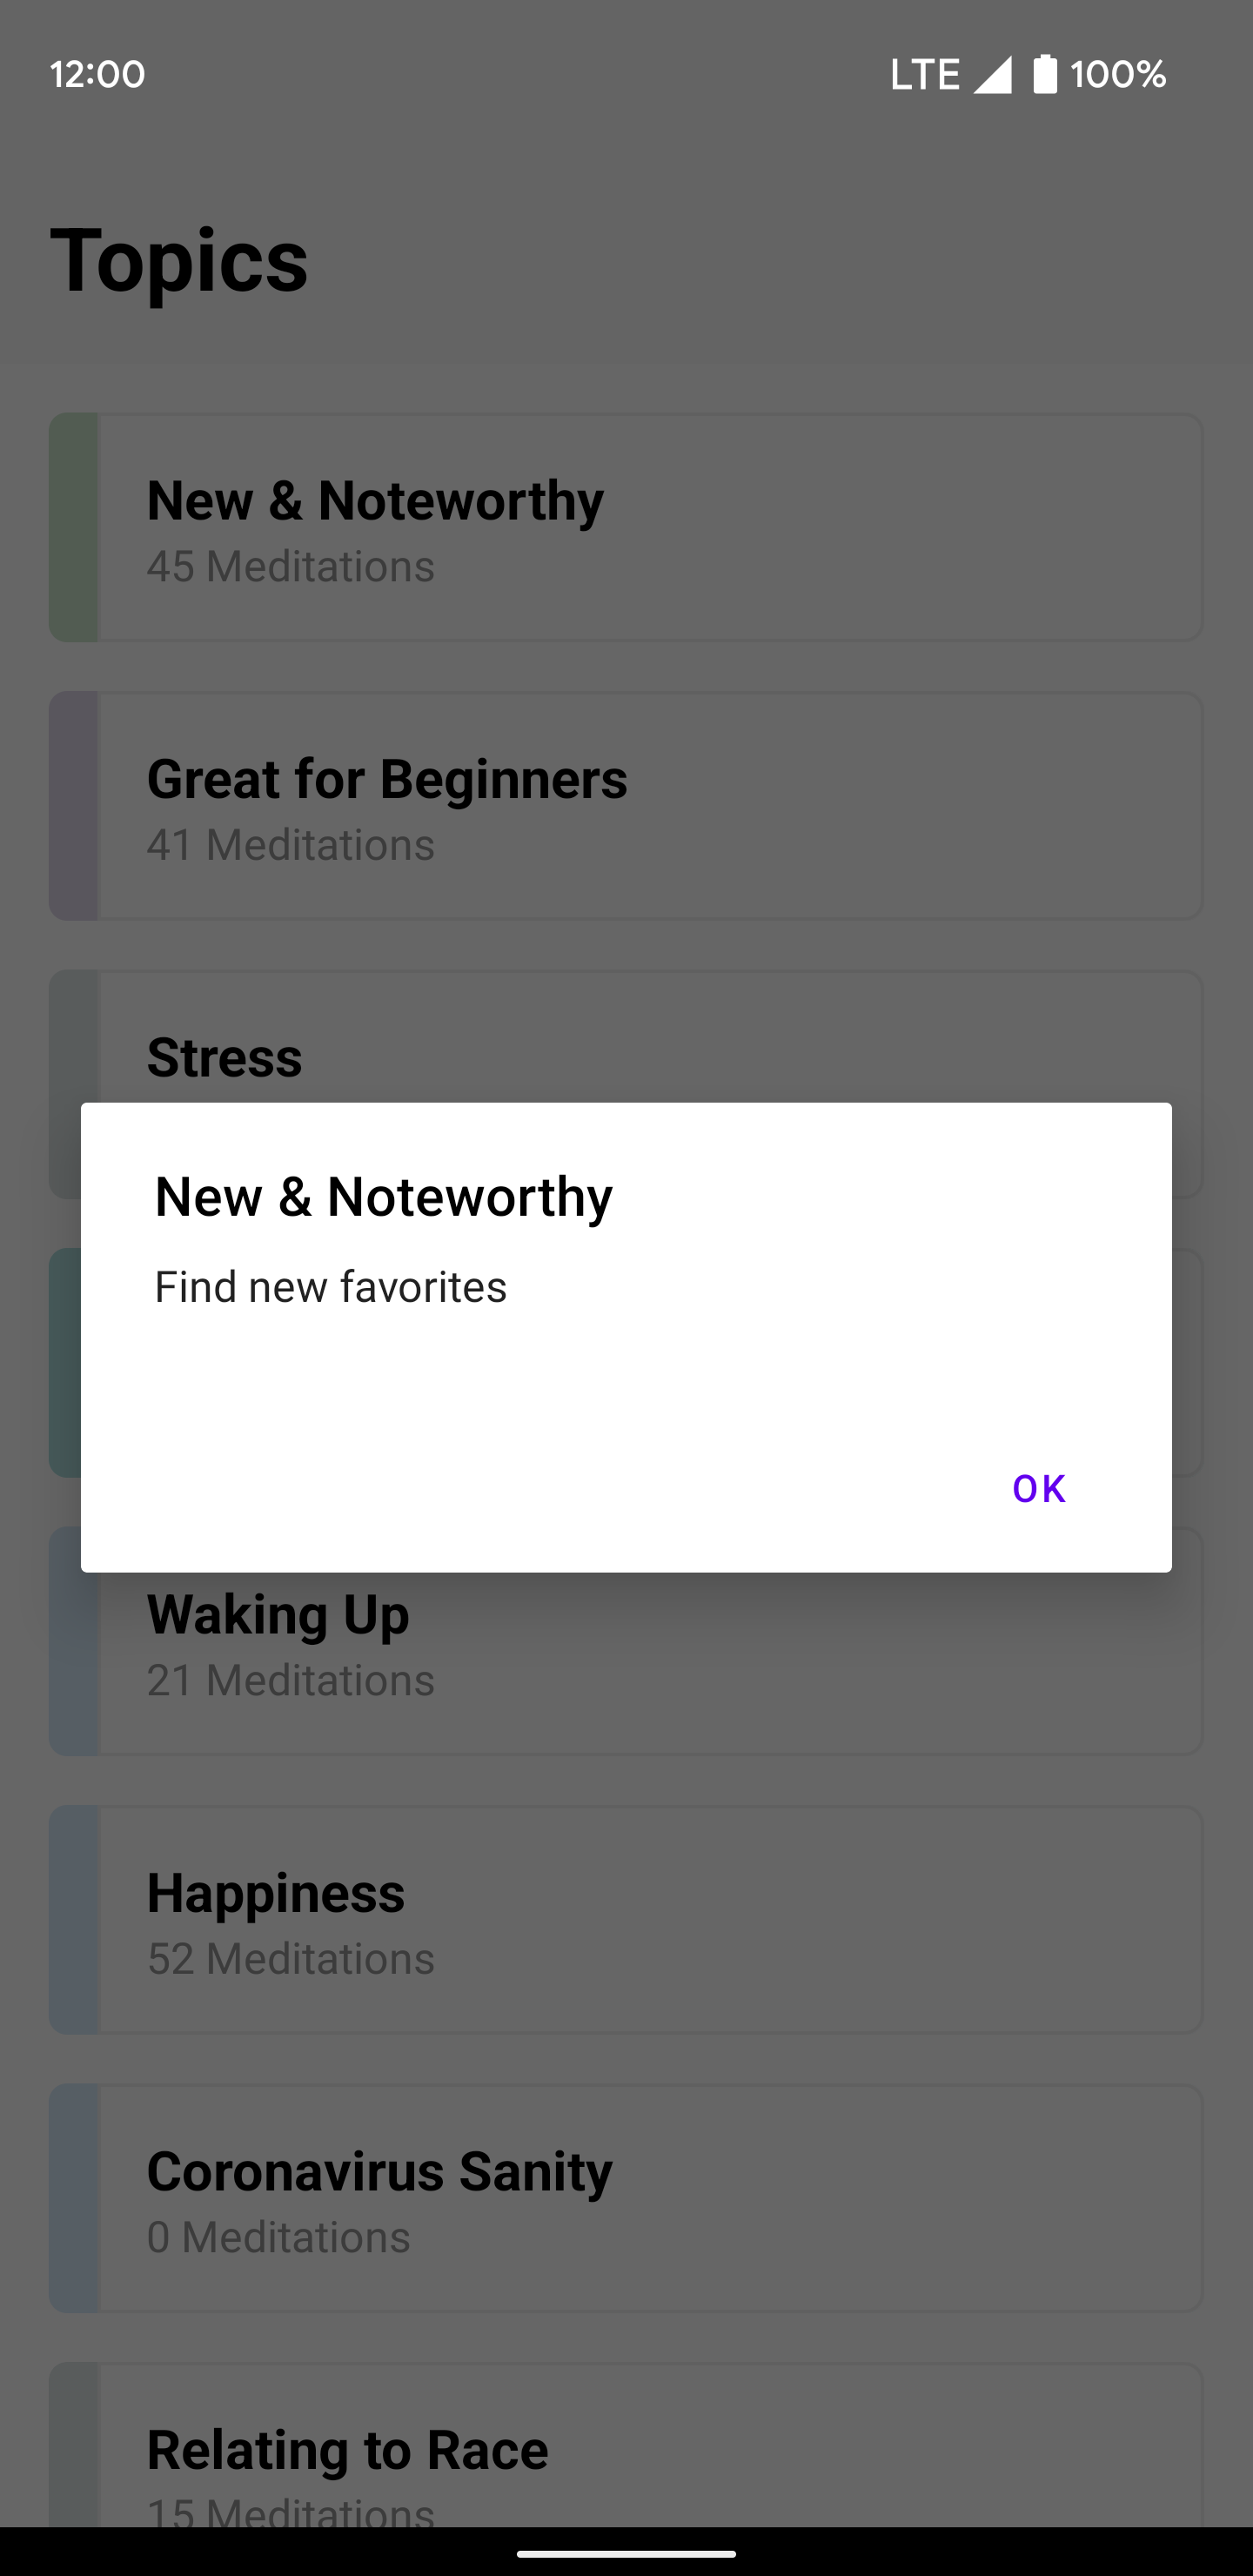 12:00
LTE 100%
Topics
New & Noteworthy
45 Meditations
Great for Beginners
41 Meditations
Stress
New & Noteworthy
Find new favorites
OK
Waking Up
21 Meditations
Happiness
52 Meditations
Coronavirus Sanity
0 Meditations
Relating to Race
15 Meditations